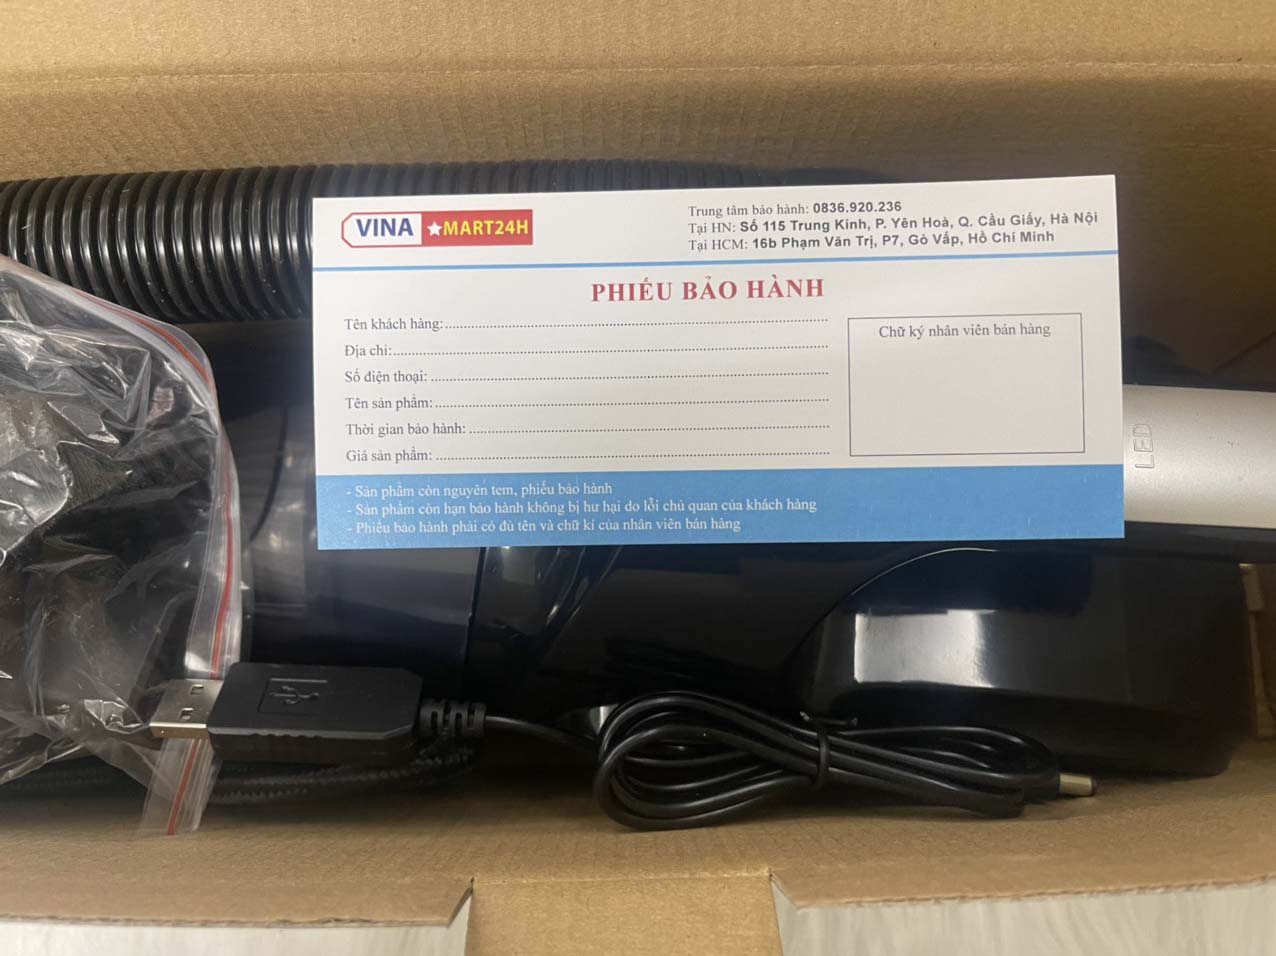 VINA MART24H
Trung tâm bảo hành: 0836.920.236
Tại HN: Số 115 Trung Kính, P. Yên Hoà, Q. Cầu Giấy, Hà Nội
Tại HCM: 16b Phạm Văn Trị, P7, Gò Vấp, Hồ Chí Minh
PHIẾU BẢO HÀNH
Tên khách hàng:
Địa chỉ:
Số điện thoại:
Tên sản phẩm:
Thời gian bảo hành:
Giá sản phẩm:
Chữ ký nhân viên bán hàng
- Sản phẩm còn nguyên tem, phiếu bảo hành
- Sản phẩm còn hạn bảo hành không bị hư hại do lỗi chủ quan của khách hàng
- Phiếu bảo hành phải có đủ tên và chữ kí của nhân viên bán hàng
LED